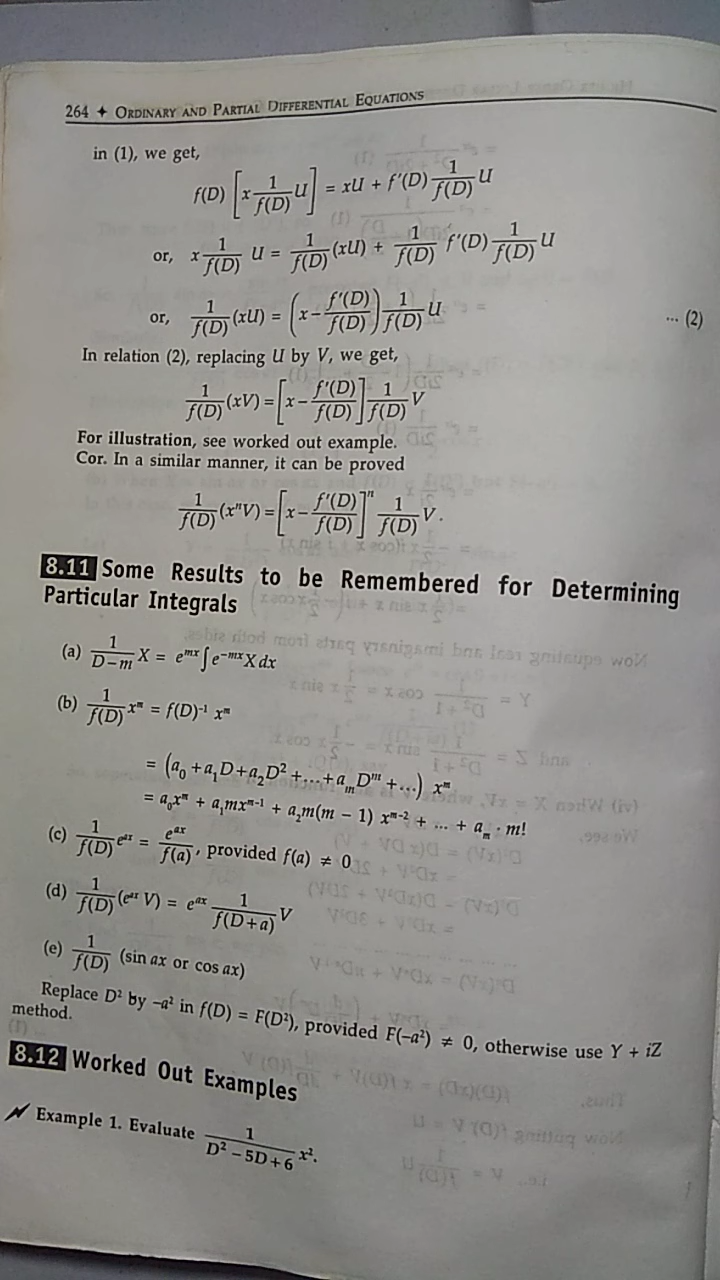 264 ✦ ORDINARY AND PARTIAL DIFFERENTIAL EQUATIONS
in (1), we get,
f(D) [x 1/f(D) U] = xU + f'(D) 1/f(D) U
or, x 1/f(D) U = 1/f(D) (xU) + 1/f(D) f'(D) 1/f(D) U
or, 1/f(D) (xU) = (x − f'(D)/f(D)) 1/f(D) U ... (2)
In relation (2), replacing U by V, we get,
1/f(D) (xV) = [x − f'(D)/f(D)] 1/f(D) V
For illustration, see worked out example.
Cor. In a similar manner, it can be proved
1/f(D) (xⁿV) = [x − f'(D)/f(D)]ⁿ 1/f(D) V.
8.11 Some Results to be Remembered for Determining
Particular Integrals
(a) 1/(D−m) X = e^(mx) ∫ e^(−mx) X dx
(b) 1/f(D) x^m = f(D)⁻¹ x^m
= (a₀ + a₁D + a₂D² + ... + a_m D^m + ...) x^m
= a₀x^m + a₁mx^(m−1) + a₂m(m − 1) x^(m−2) + ... + a_m · m!
(c) 1/f(D) e^(ax) = e^(ax)/f(a), provided f(a) ≠ 0
(d) 1/f(D) (e^(ax) V) = e^(ax) 1/f(D+a) V
(e) 1/f(D) (sin ax or cos ax)
Replace D² by −a² in f(D) = F(D²), provided F(−a²) ≠ 0, otherwise use Y + iZ
method.
8.12 Worked Out Examples
Example 1. Evaluate 1/(D² − 5D + 6) x².